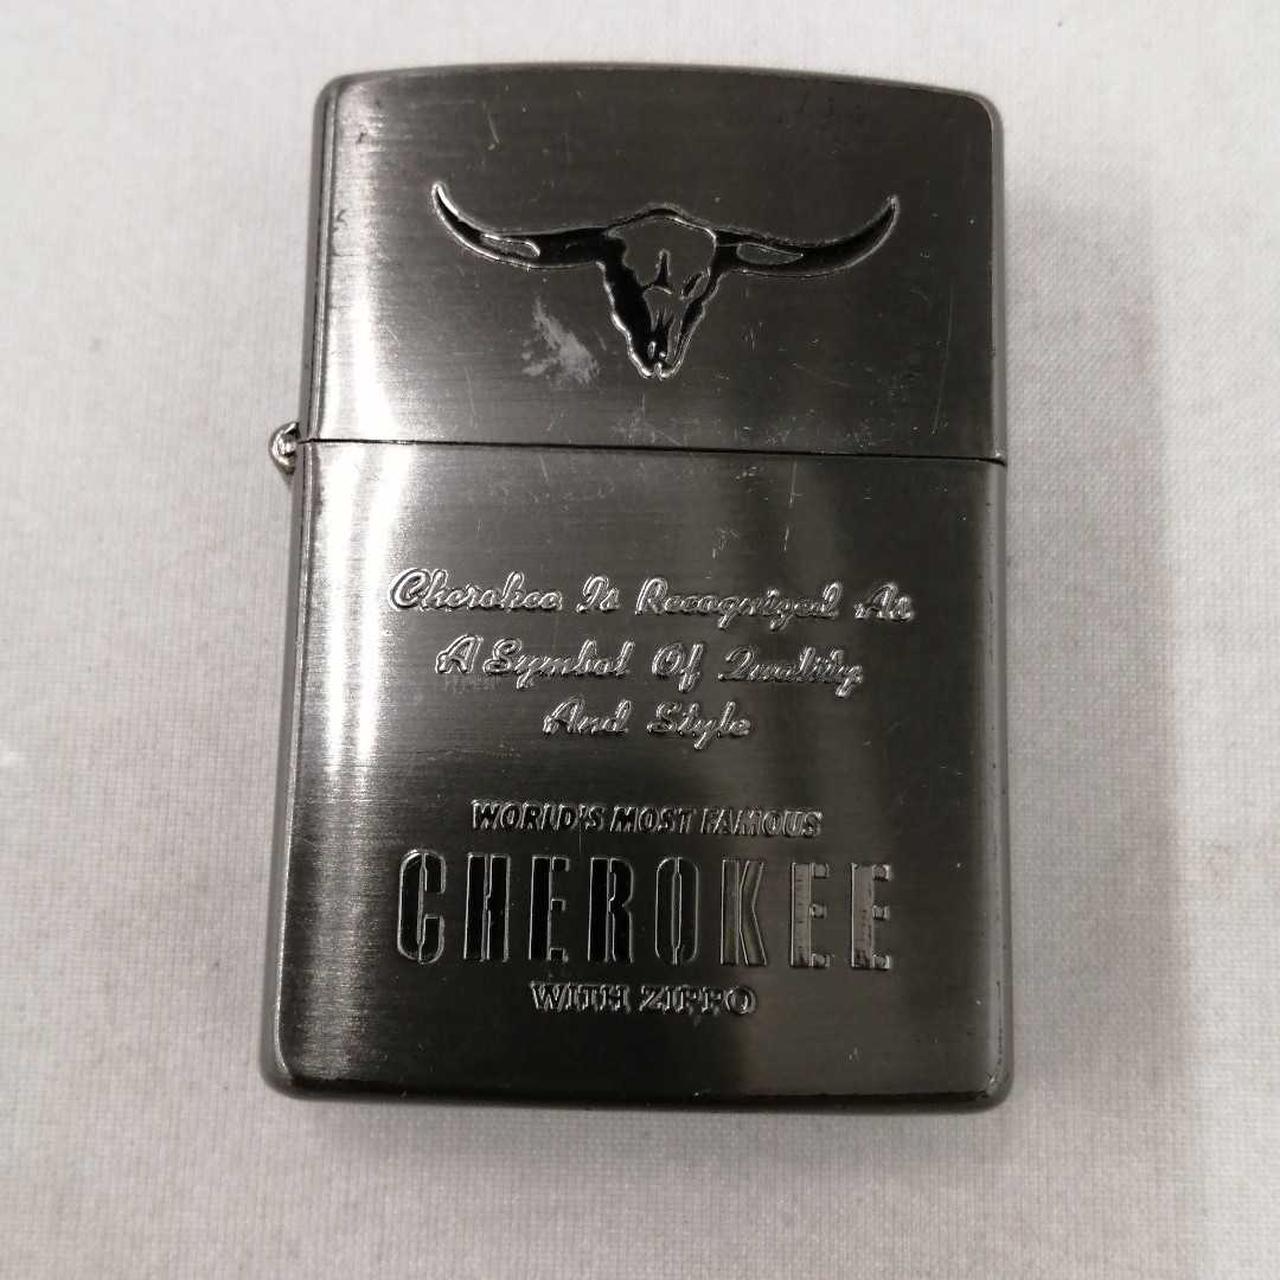 Cherokee Is Recognized As
A Symbol Of Quality
And Style
WORLD'S MOST FAMOUS
CHEROKEE
WITH ZIPPO